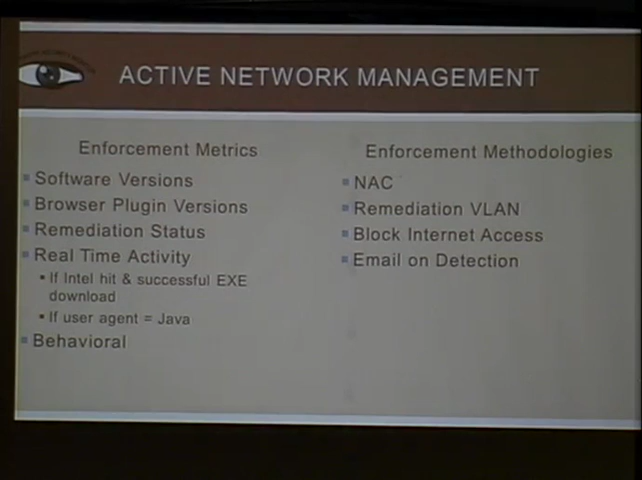 ACTIVE NETWORK MANAGEMENT
Enforcement Metrics
Software Versions
Browser Plugin Versions
Remediation Status
Real Time Activity
If Intel hit & successful EXE
download
If user agent = Java
Behavioral
Enforcement Methodologies
NAC
Remediation VLAN
Block Internet Access
Email on Detection